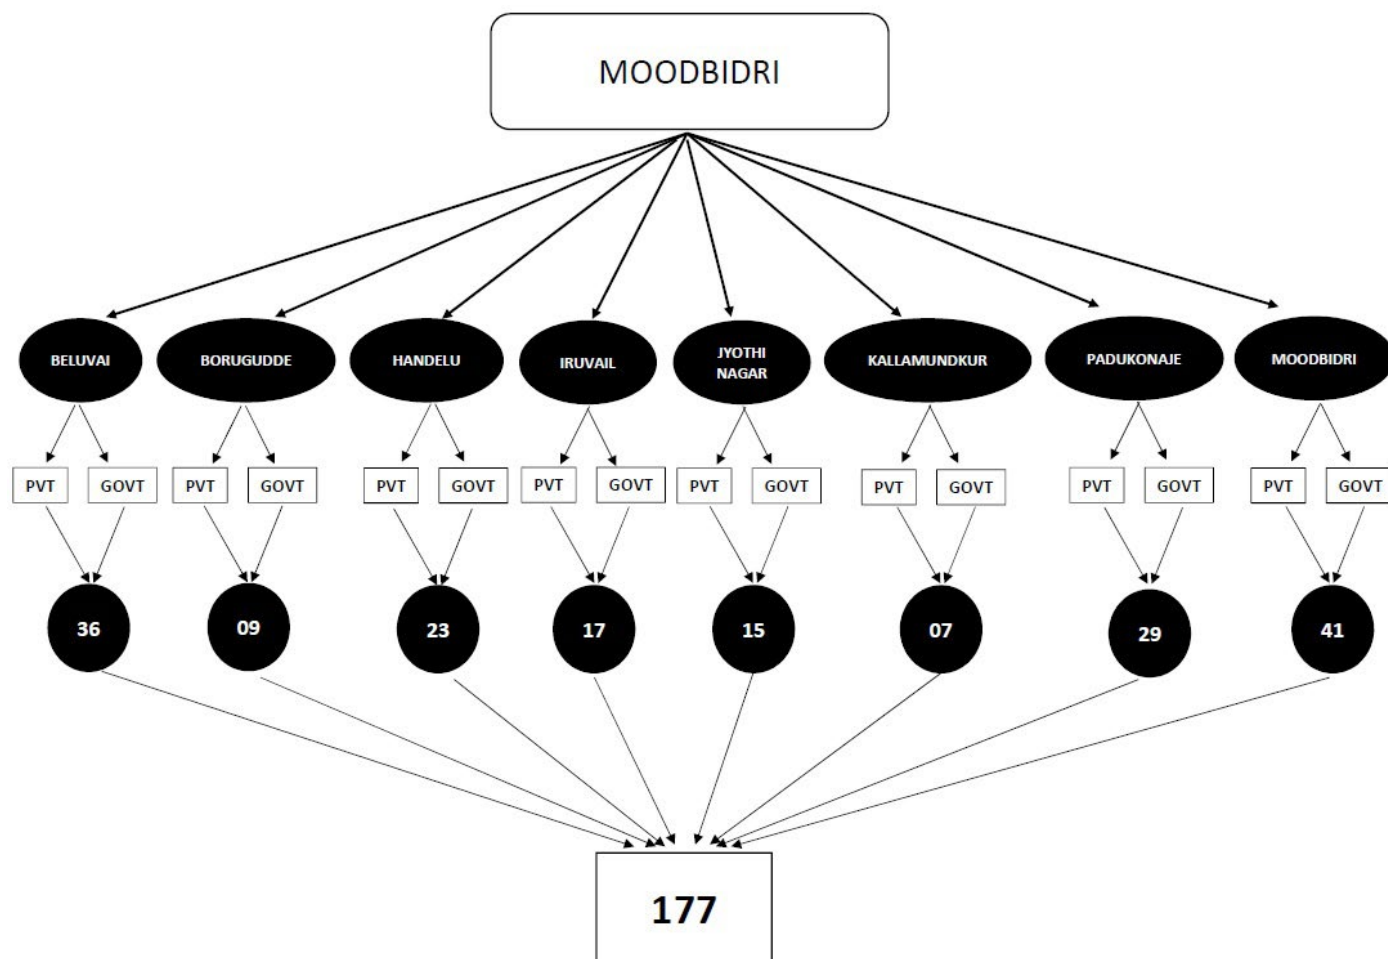 MOODBIDRI
BELUVAI
BORUGUDDE
HANDELU
IRUVAIL
JYOTHI
NAGAR
KALLAMUNDKUR
PADUKONAJE
MOODBIDRI
PVT GOVT PVT GOVT PVT GOVT PVT GOVT PVT GOVT PVT GOVT PVT GOVT PVT GOVT
36 09 23 17 15 07 29 41
177